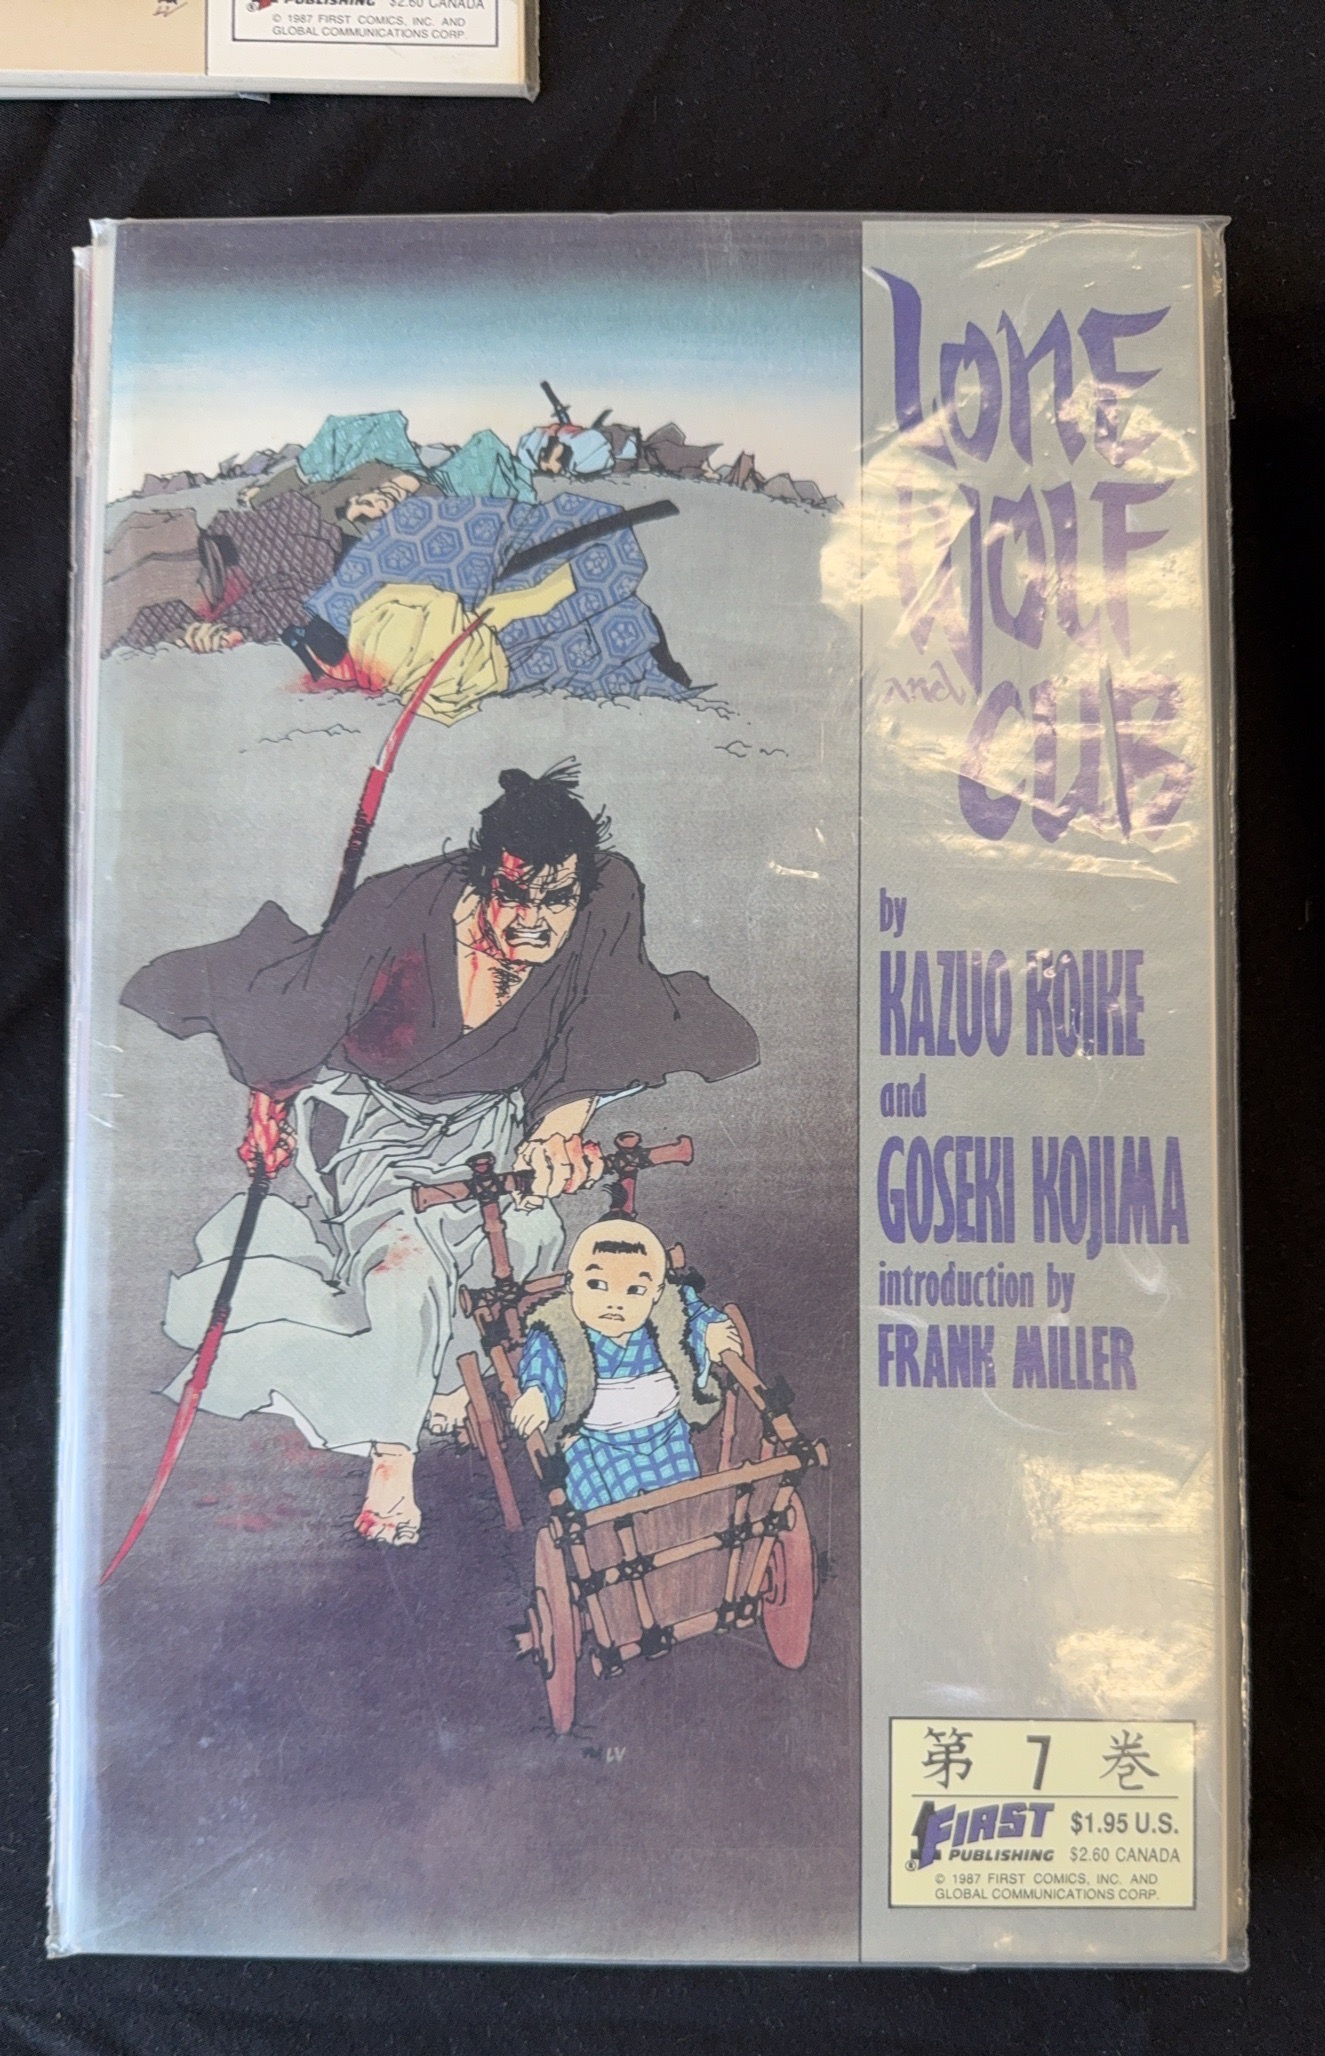 PUBLISHING $2.60 CANADA
© 1987 FIRST COMICS, INC. AND
GLOBAL COMMUNICATIONS CORP.
LONE
WOLF
and
CUB
by
KAZUO KOIKE
and
GOSEKI KOJIMA
introduction by
FRANK MILLER
第 7 巻
FIRST $1.95 U.S.
® PUBLISHING $2.60 CANADA
© 1987 FIRST COMICS, INC. AND
GLOBAL COMMUNICATIONS CORP.